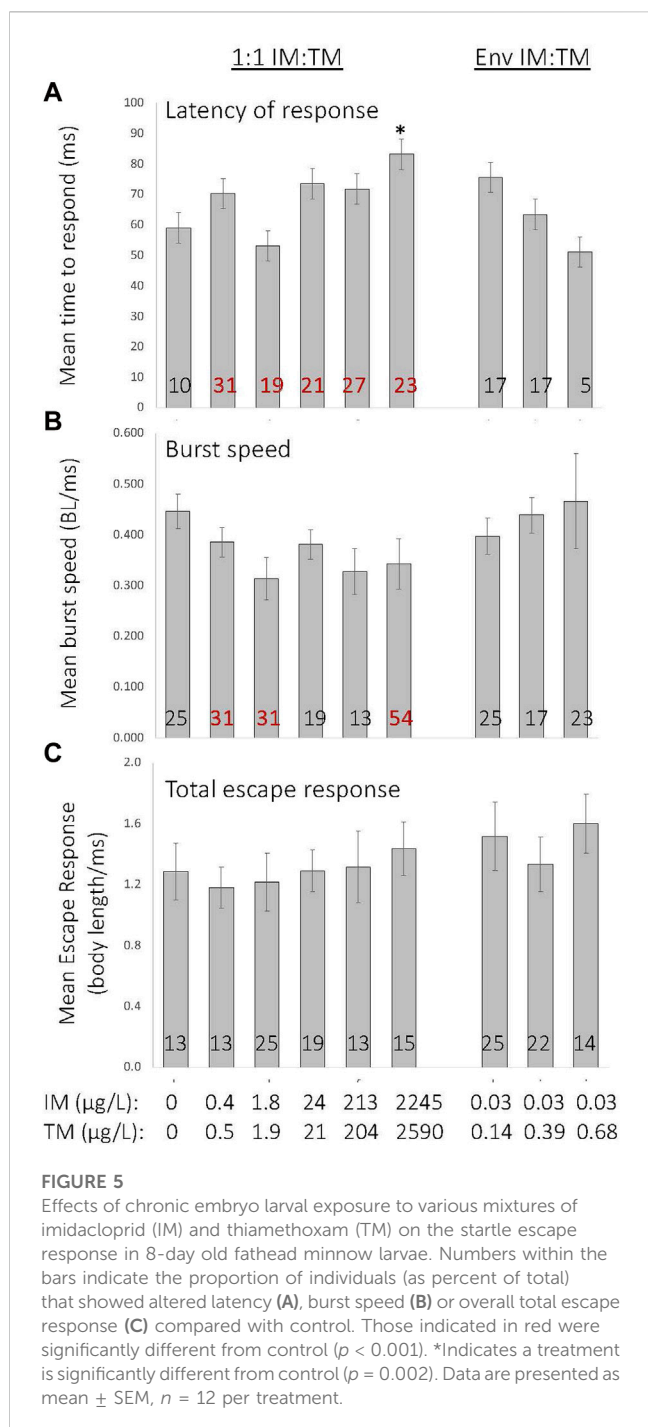 1:1 IM:TM Env IM:TM
A
Latency of response
Mean time to respond (ms)
100
90
80
70
60
50
40
30
20
10
0
*
10 31 19 21 27 23 17 17 5
B
Burst speed
Mean burst speed (BL/ms)
0.600
0.500
0.400
0.300
0.200
0.100
0.000
25 31 31 19 13 54 25 17 23
C
Total escape response
Mean Escape Response
(body length/ms)
2.0
1.6
1.2
0.8
0.4
0.0
13 13 25 19 13 15 25 22 14
IM (µg/L): 0 0.4 1.8 24 213 2245 0.03 0.03 0.03
TM (µg/L): 0 0.5 1.9 21 204 2590 0.14 0.39 0.68
FIGURE 5
Effects of chronic embryo larval exposure to various mixtures of
imidacloprid (IM) and thiamethoxam (TM) on the startle escape
response in 8-day old fathead minnow larvae. Numbers within the
bars indicate the proportion of individuals (as percent of total)
that showed altered latency (A), burst speed (B) or overall total escape
response (C) compared with control. Those indicated in red were
significantly different from control (p < 0.001). *Indicates a treatment
is significantly different from control (p = 0.002). Data are presented as
mean ± SEM, n = 12 per treatment.